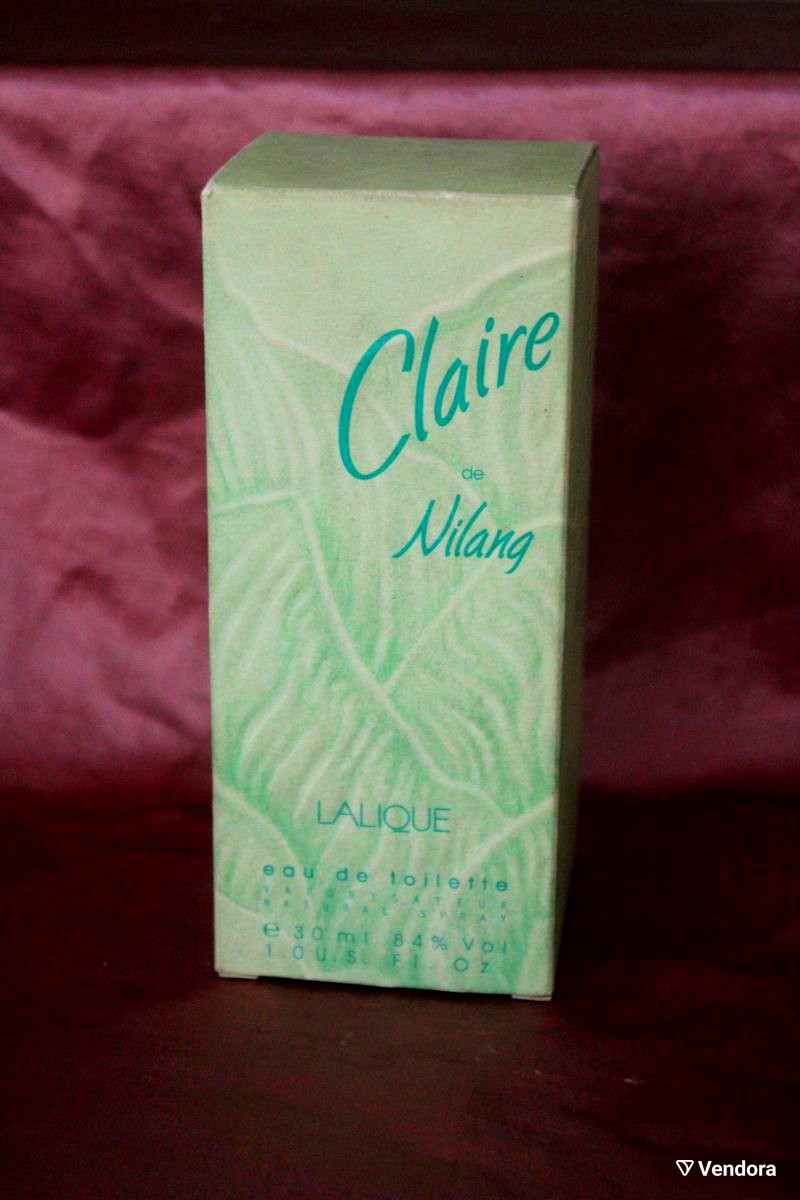 Claire
de
Nilang
LALIQUE
eau de toilette
VAPORISATEUR
NATURAL SPRAY
e 30 ml 84% Vol
1.0 U.S. Fl. Oz
Vendora